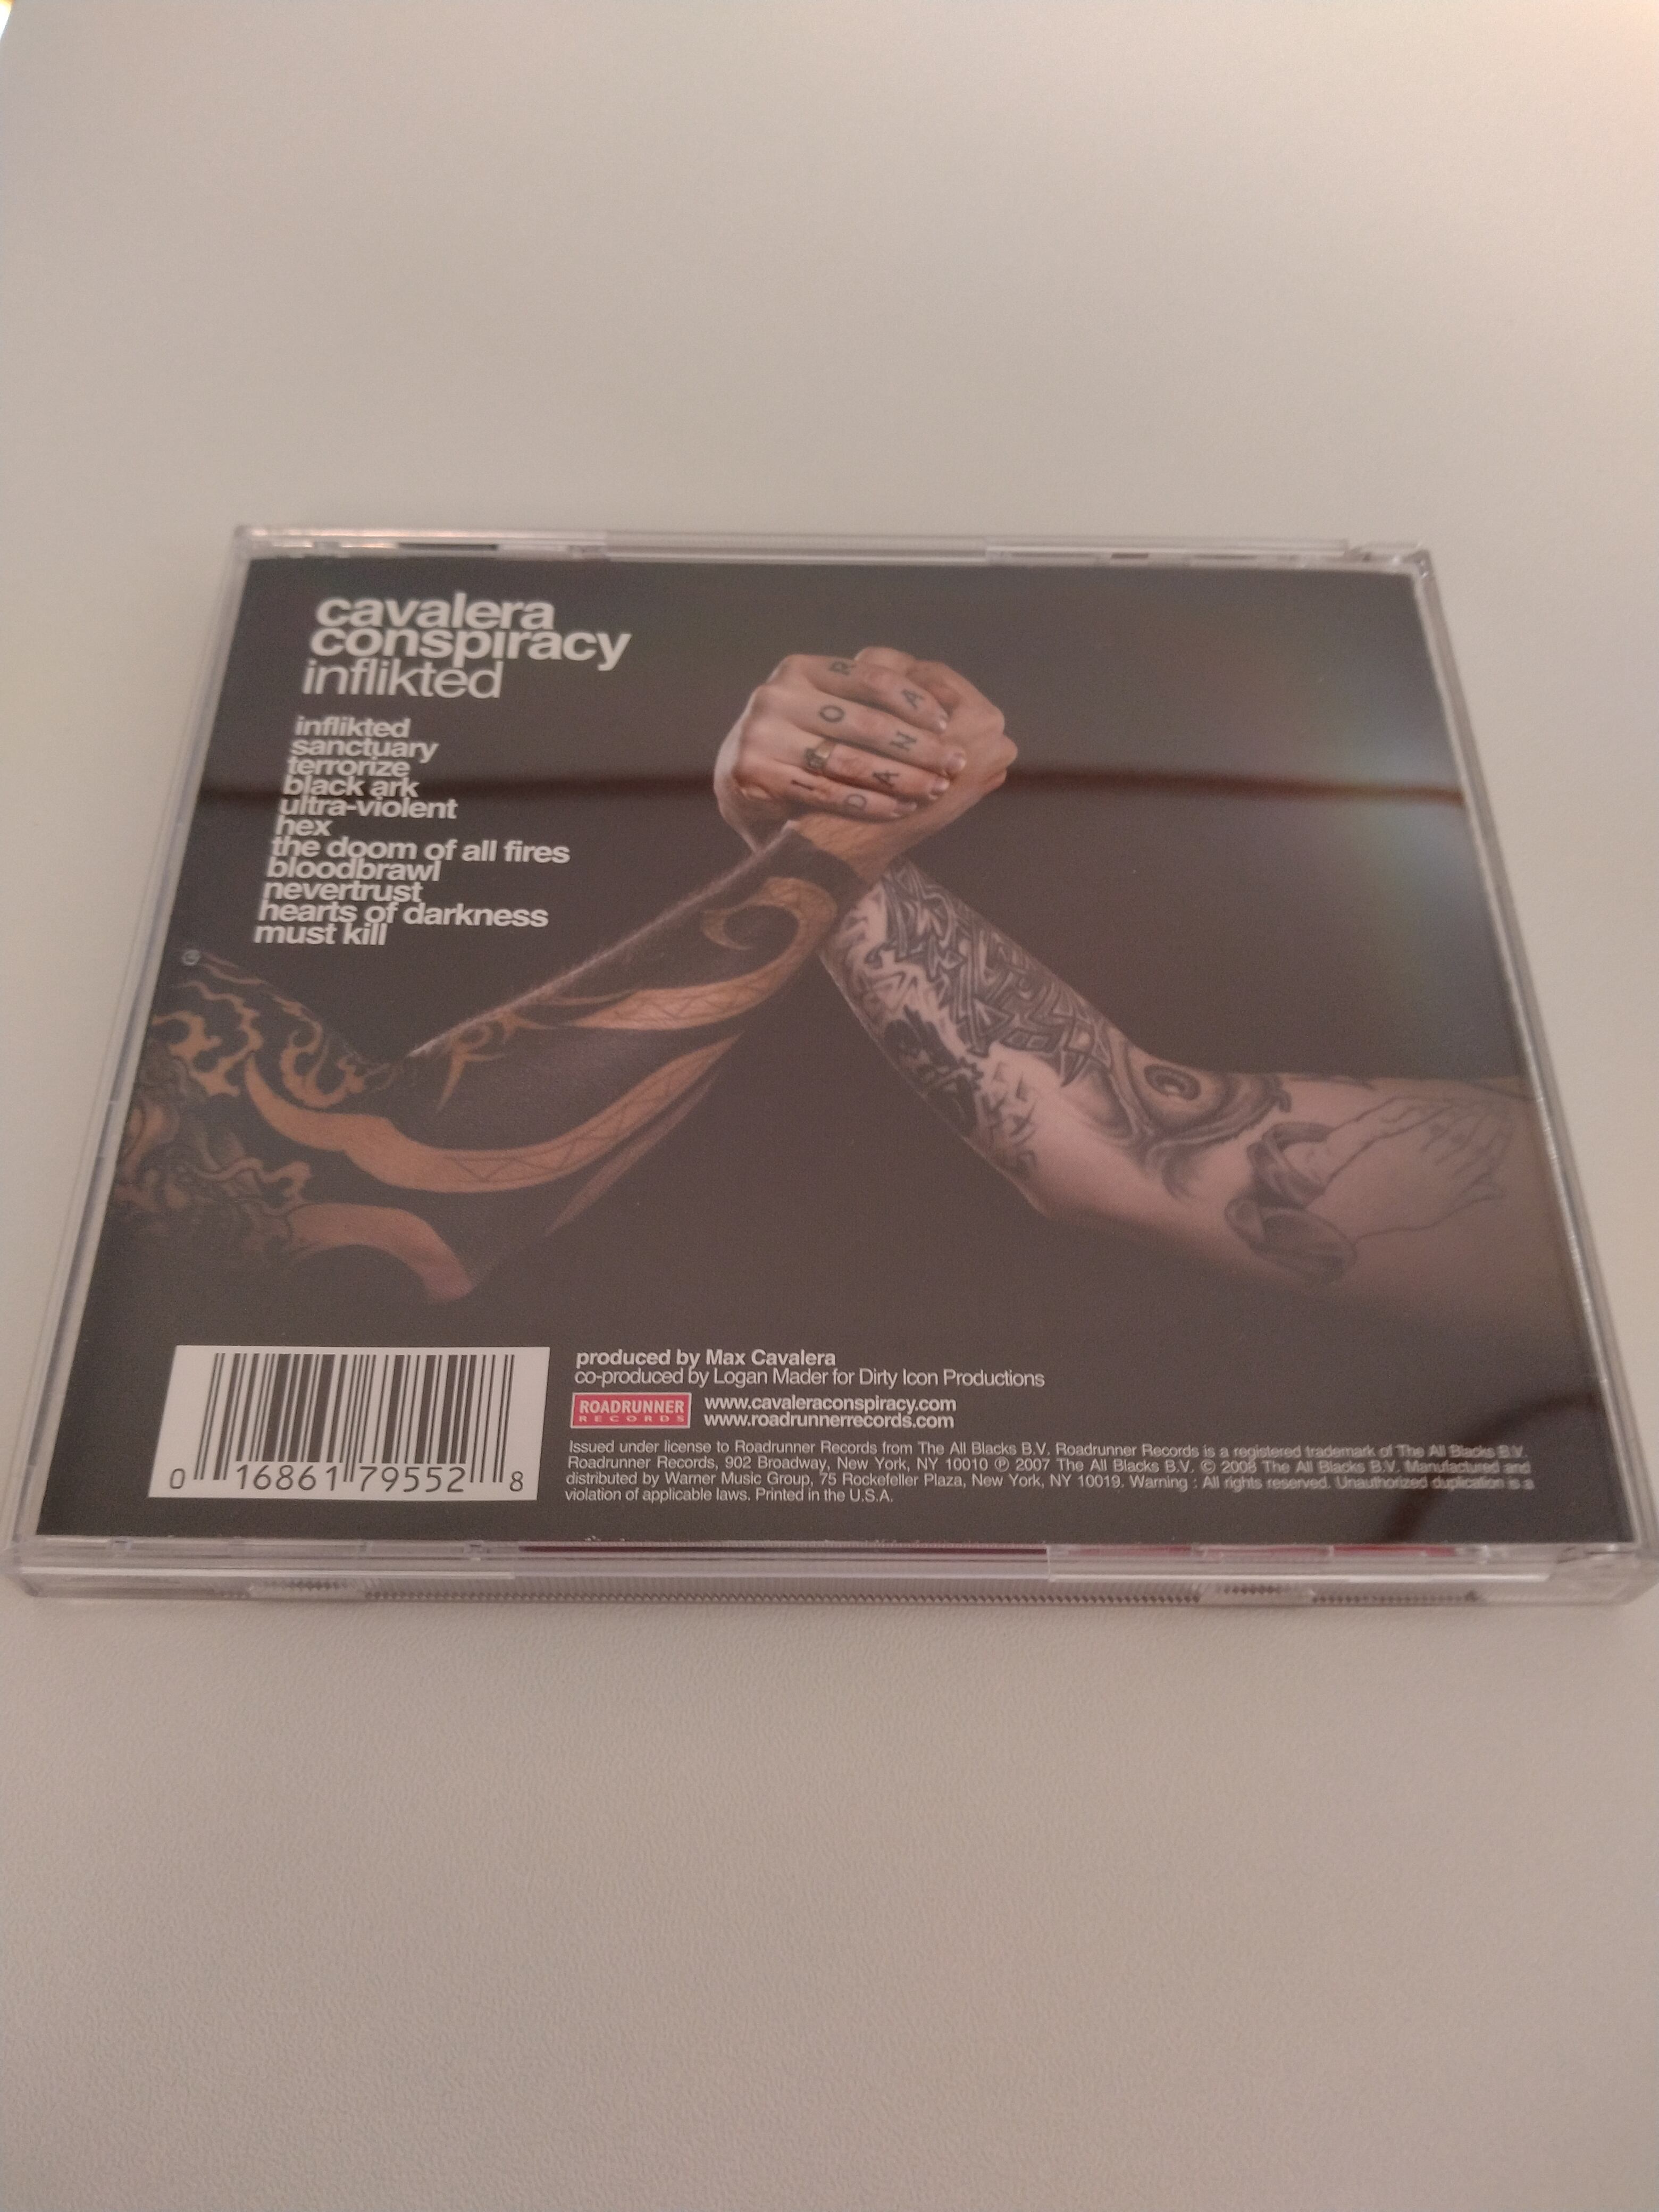 cavalera
conspiracy
inflikted
inflikted
sanctuary
terrorize
black ark
ultra-violent
hex
the doom of all fires
bloodbrawl
nevertrust
hearts of darkness
must kill
R
O
I
A
N
A
D
produced by Max Cavalera
co-produced by Logan Mader for Dirty Icon Productions
ROADRUNNER
RECORDS
www.cavaleraconspiracy.com
www.roadrunnerrecords.com
Issued under license to Roadrunner Records from The All Blacks B.V. Roadrunner Records is a registered trademark of The All Blacks B.V.
Roadrunner Records, 902 Broadway, New York, NY 10010 ℗ 2007 The All Blacks B.V. © 2008 The All Blacks B.V. Manufactured and
distributed by Warner Music Group, 75 Rockefeller Plaza, New York, NY 10019. Warning : All rights reserved. Unauthorized duplication is a
violation of applicable laws. Printed in the U.S.A.
0 16861 79552 8